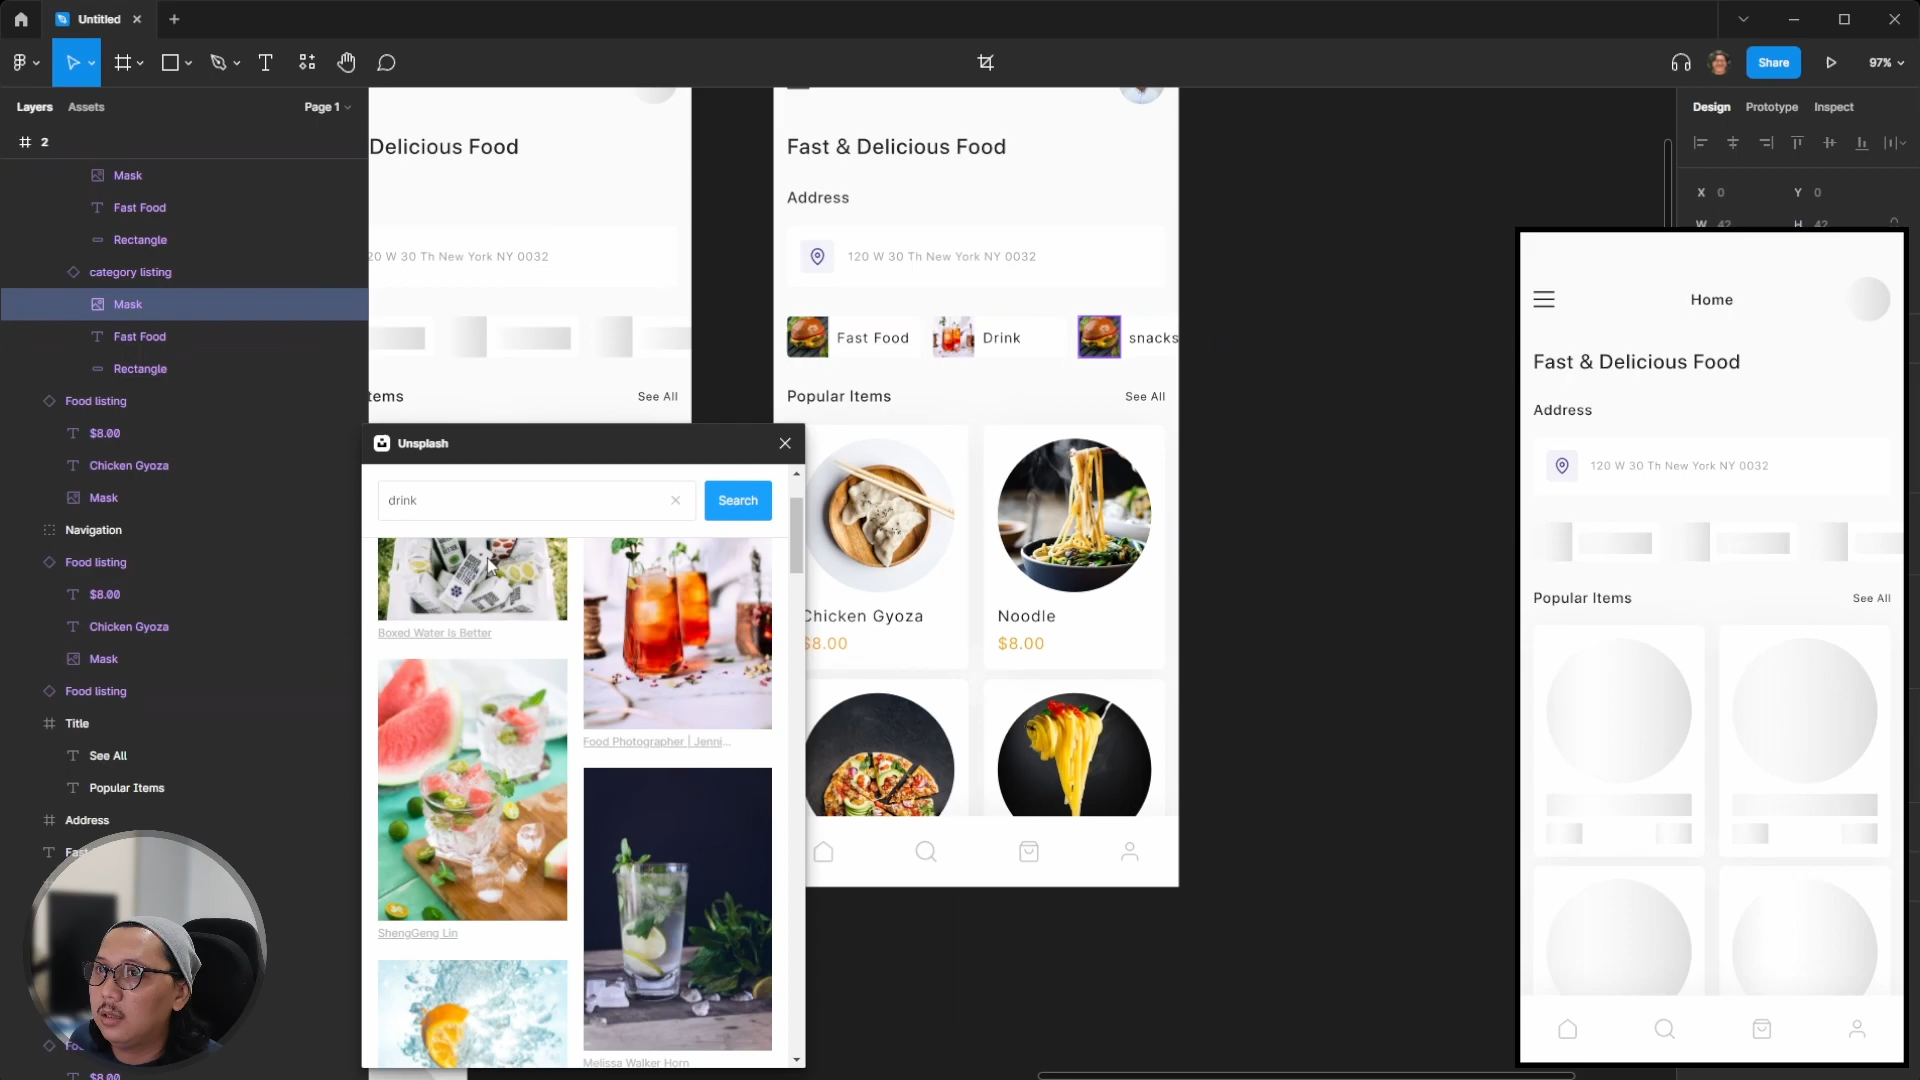 Untitled
Share
97%
Layers
Assets
Page 1
Design
Prototype
Inspect
2
X 0
Y 0
W 42
H 42
Mask
Fast Food
Rectangle
category listing
Mask
Fast Food
Rectangle
Food listing
$8.00
Chicken Gyoza
Mask
Navigation
Food listing
$8.00
Chicken Gyoza
Mask
Food listing
Title
See All
Popular Items
Address
$8.00
Delicious Food
20 W 30 Th New York NY 0032
tems
See All
Fast & Delicious Food
Address
120 W 30 Th New York NY 0032
Fast Food
Drink
snacks
Popular Items
See All
Chicken Gyoza
$8.00
Noodle
$8.00
Unsplash
drink
Search
Boxed Water Is Better
Food Photographer | Jenni...
ShengGeng Lin
Melissa Walker Horn
Home
Fast & Delicious Food
Address
120 W 30 Th New York NY 0032
Popular Items
See All